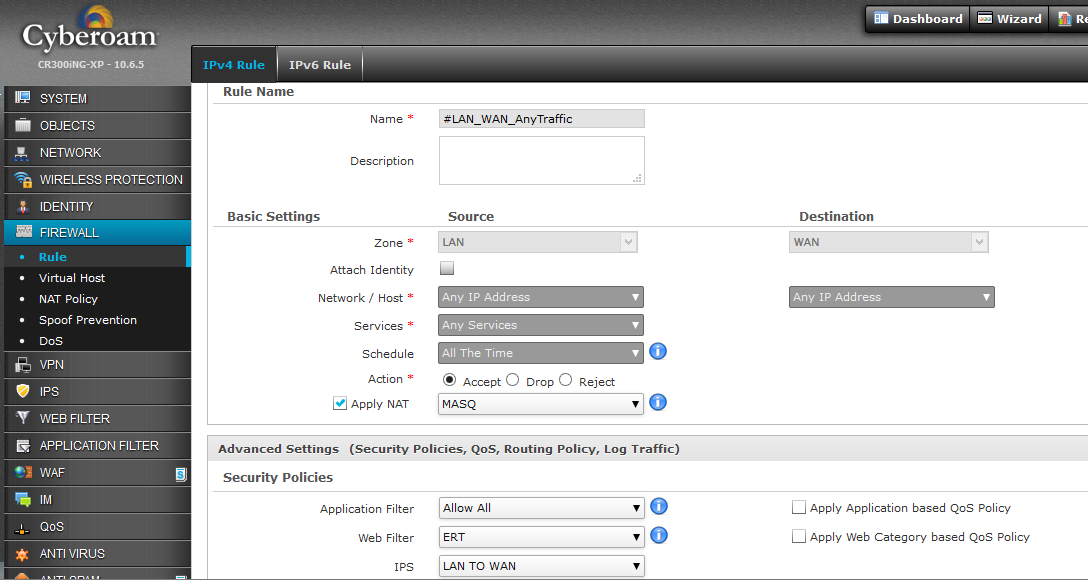 Cyberoam
CR300iNG-XP - 10.6.5
Dashboard
Wizard
Re
IPv4 Rule
IPv6 Rule
SYSTEM
OBJECTS
NETWORK
WIRELESS PROTECTION
IDENTITY
FIREWALL
Rule
Virtual Host
NAT Policy
Spoof Prevention
DoS
VPN
IPS
WEB FILTER
APPLICATION FILTER
WAF
S
IM
QoS
ANTI VIRUS
ANTI SPAM
Rule Name
Name * #LAN_WAN_AnyTraffic
Description
Basic Settings Source Destination
Zone * LAN WAN
Attach Identity
Network / Host * Any IP Address Any IP Address
Services * Any Services
Schedule All The Time
Action * Accept Drop Reject
Apply NAT MASQ
Advanced Settings (Security Policies, QoS, Routing Policy, Log Traffic)
Security Policies
Application Filter Allow All Apply Application based QoS Policy
Web Filter ERT Apply Web Category based QoS Policy
IPS LAN TO WAN